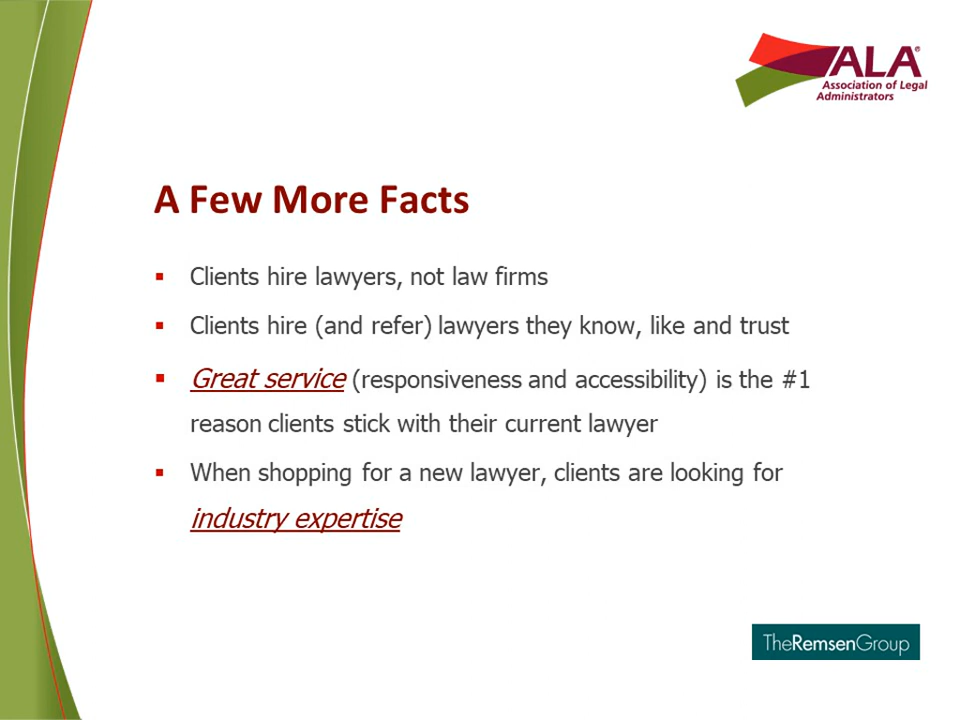 ALA®
Association of Legal
Administrators
A Few More Facts
▪ Clients hire lawyers, not law firms
▪ Clients hire (and refer) lawyers they know, like and trust
▪ Great service (responsiveness and accessibility) is the #1
reason clients stick with their current lawyer
▪ When shopping for a new lawyer, clients are looking for
industry expertise
TheRemsenGroup